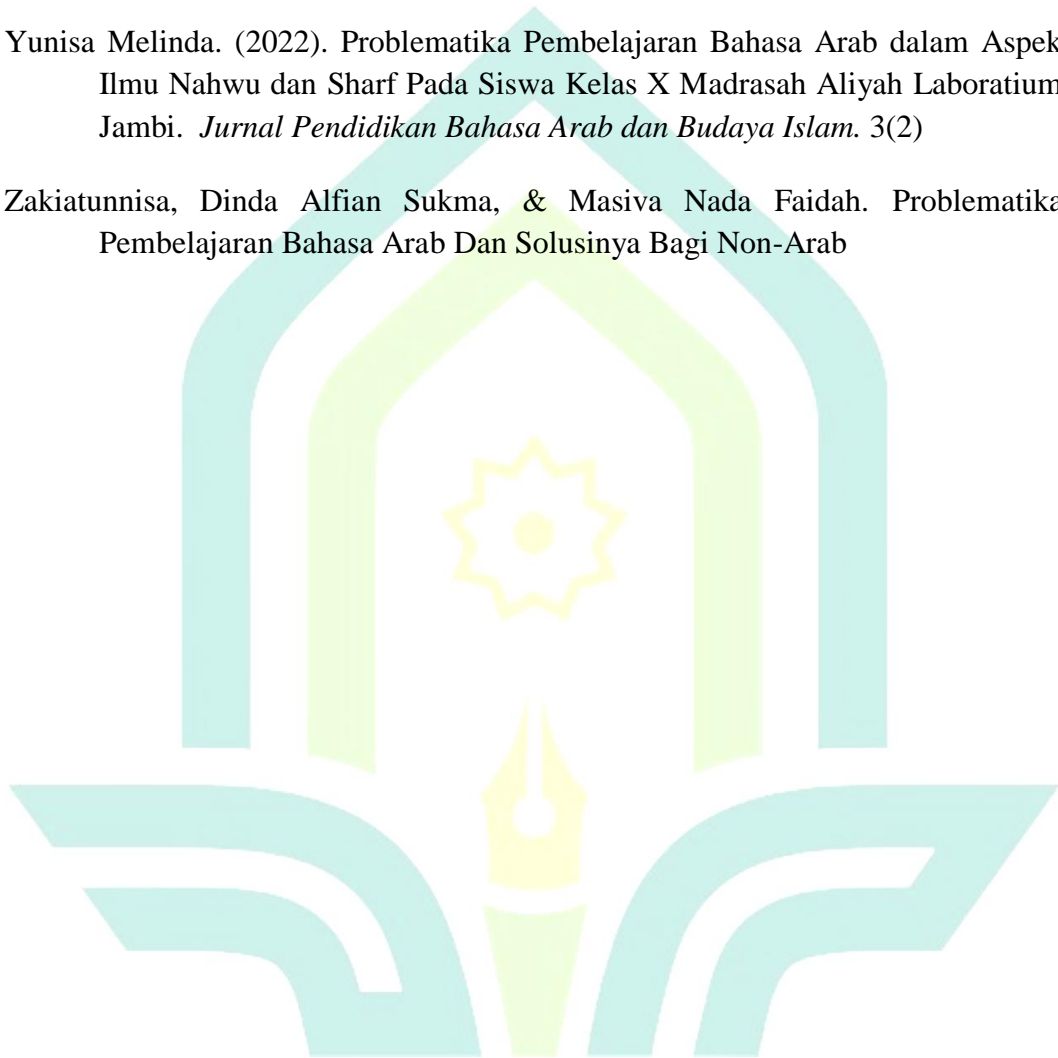 Yunisa Melinda. (2022). Problematika Pembelajaran Bahasa Arab dalam Aspek
Ilmu Nahwu dan Sharf Pada Siswa Kelas X Madrasah Aliyah Laboratium
Jambi. Jurnal Pendidikan Bahasa Arab dan Budaya Islam. 3(2)
Zakiatunnisa, Dinda Alfian Sukma, & Masiva Nada Faidah. Problematika
Pembelajaran Bahasa Arab Dan Solusinya Bagi Non-Arab